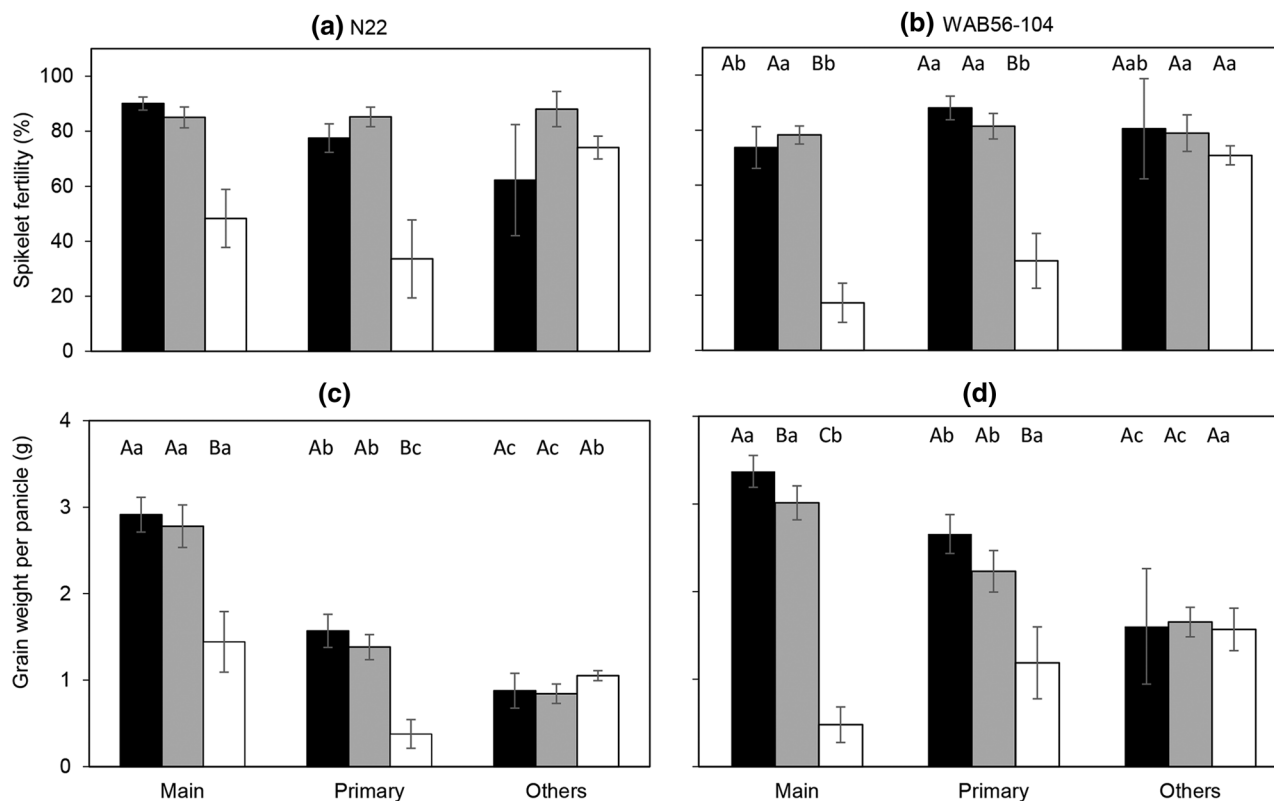 (a) N22
(b) WAB56-104
Spikelet fertility (%)
100
80
60
40
20
0
Ab Aa Bb Aa Aa Bb Aab Aa Aa
(c)
(d)
Grain weight per panicle (g)
4
3
2
1
0
Aa Aa Ba Ab Ab Bc Ac Ac Ab
Aa Ba Cb Ab Ab Ba Ac Ac Aa
Main Primary Others
Main Primary Others